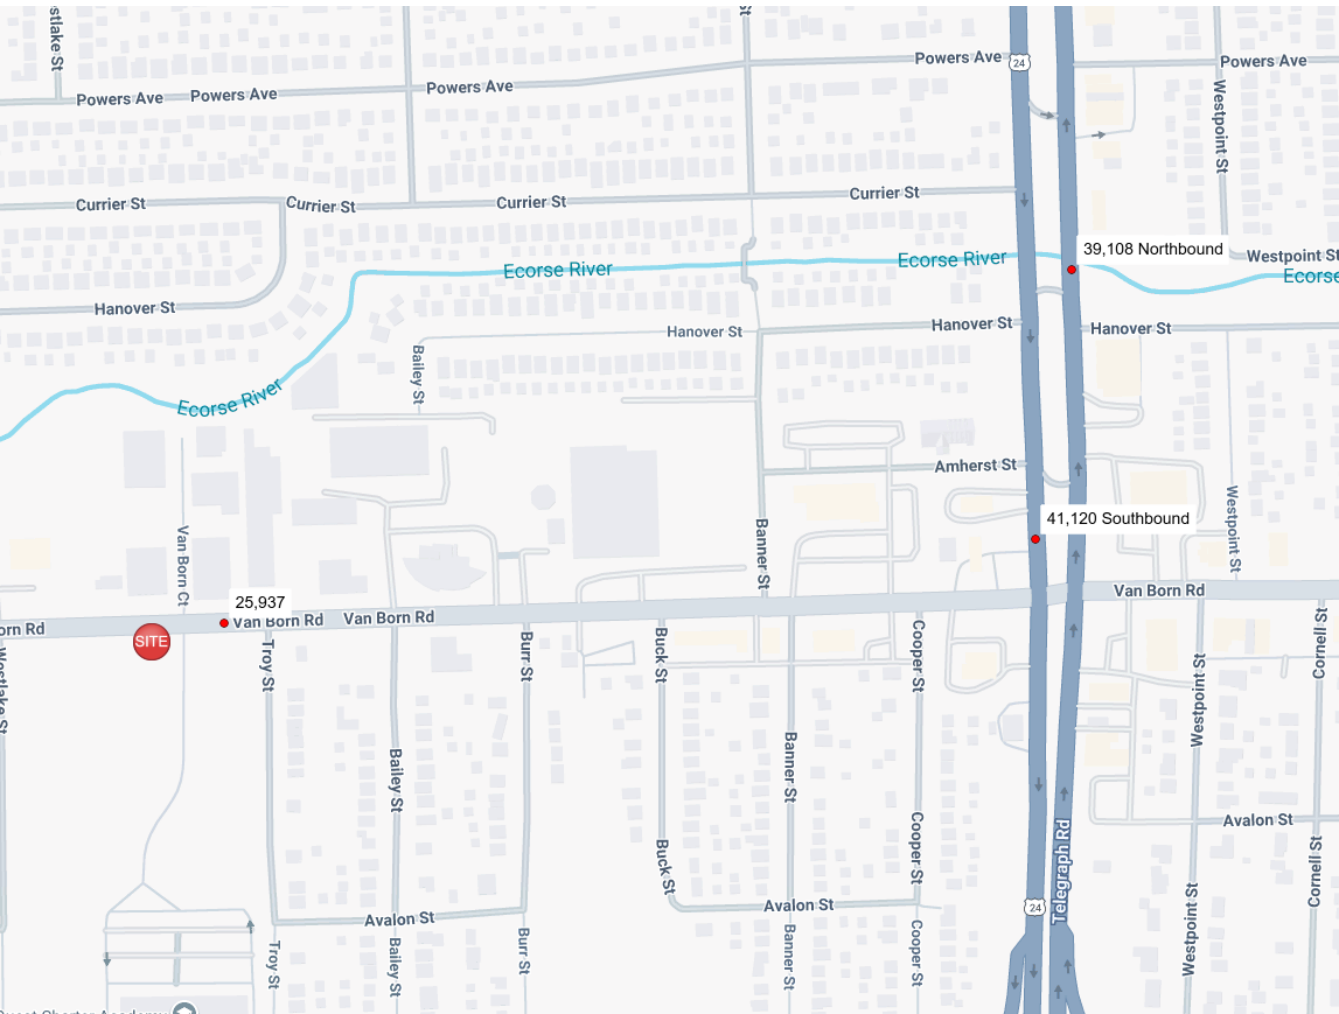 stlake St
St
Powers Ave
24
Powers Ave
Powers Ave
Powers Ave
Powers Ave
Westpoint St
Currier St
Currier St
Currier St
Currier St
39,108 Northbound
Westpoint St
Ecorse River
Ecorse River
Ecorse
Hanover St
Hanover St
Hanover St
Hanover St
Bailey St
Ecorse River
Amherst St
Westpoint St
41,120 Southbound
Van Born Ct
Banner St
25,937
Van Born Rd
Van Born Rd
Van Born Rd
orn Rd
SITE
Westlake St
Troy St
Burr St
Buck St
Cooper St
Cornell St
Westpoint St
Bailey St
Banner St
Avalon St
Cooper St
Buck St
Telegraph Rd
Cornell St
24
Avalon St
Avalon St
Westpoint St
Troy St
Bailey St
Burr St
Banner St
Cooper St